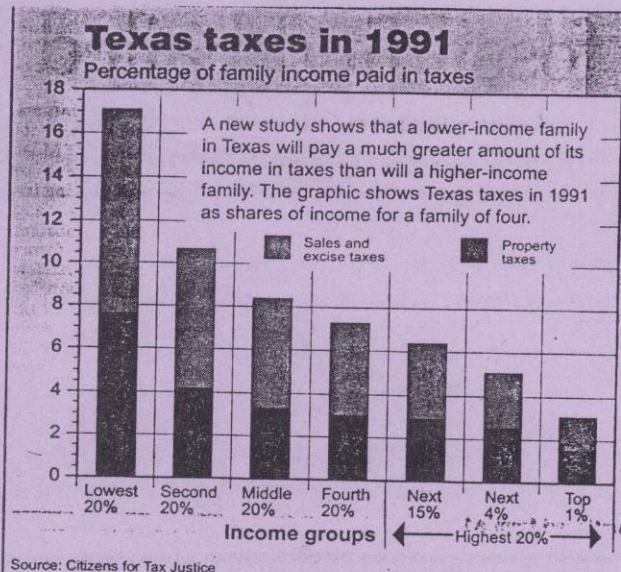 Texas taxes in 1991
Percentage of family income paid in taxes
18
16
14
12
10
8
6
4
2
0
A new study shows that a lower-income family
in Texas will pay a much greater amount of its
income in taxes than will a higher-income
family. The graphic shows Texas taxes in 1991
as shares of income for a family of four.
Sales and
excise taxes
Property
taxes
Lowest
20%
Second
20%
Middle
20%
Fourth
20%
Next
15%
Next
4%
Top
1%
Income groups
Highest 20%
Source: Citizens for Tax Justice